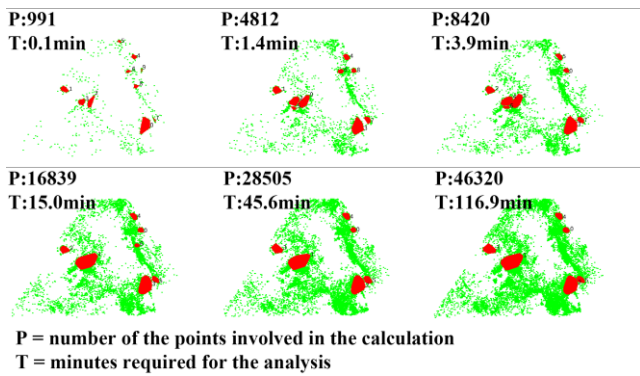 P:991
T:0.1min
P:4812
T:1.4min
P:8420
T:3.9min
P:16839
T:15.0min
P:28505
T:45.6min
P:46320
T:116.9min
P = number of the points involved in the calculation
T = minutes required for the analysis